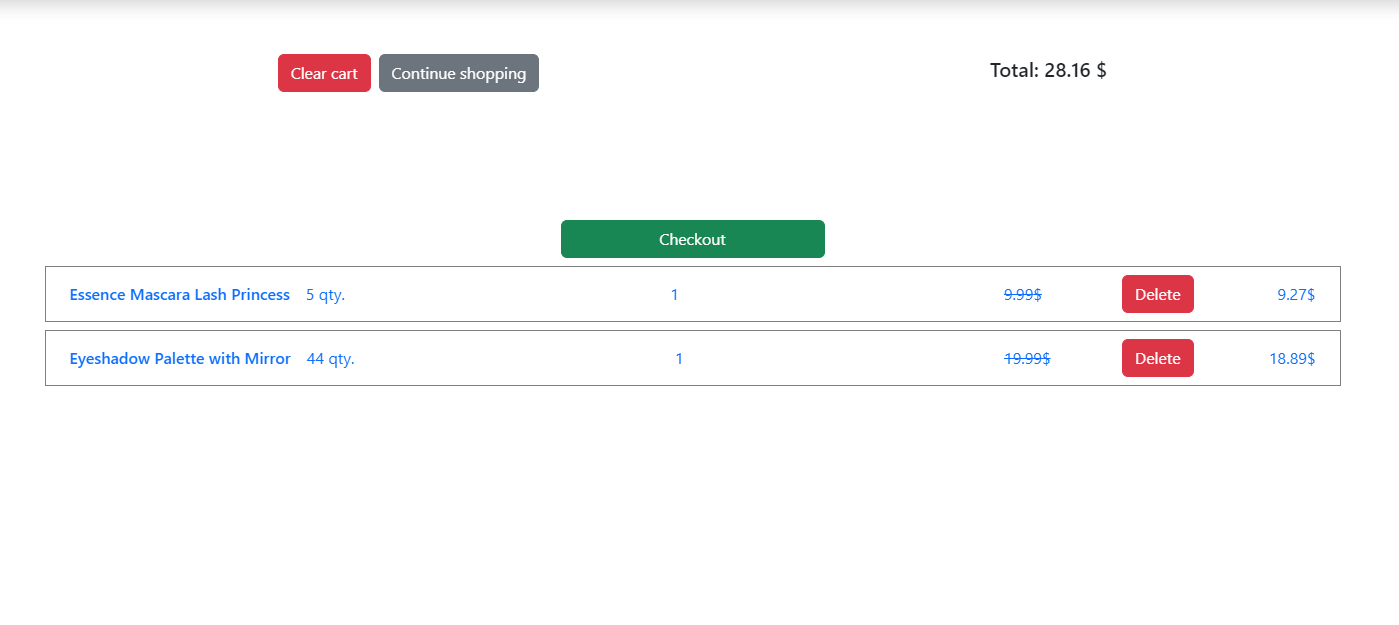 Clear cart Continue shopping Total: 28.16 $
Checkout
Essence Mascara Lash Princess 5 qty. 1 9.99$ Delete 9.27$
Eyeshadow Palette with Mirror 44 qty. 1 19.99$ Delete 18.89$